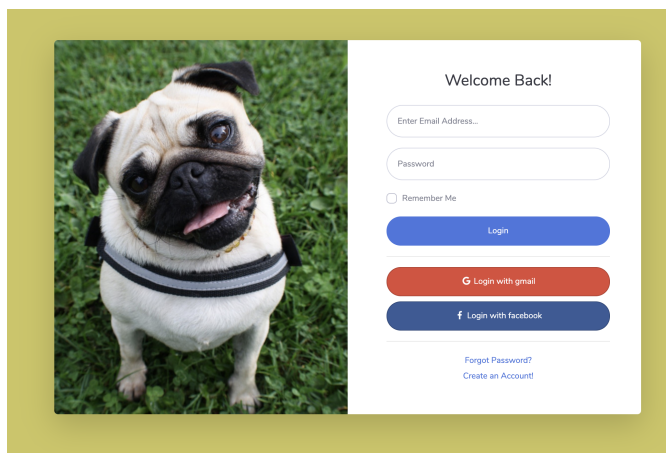 Welcome Back!
Enter Email Address...
Password
Remember Me
Login
Login with gmail
Login with facebook
Forgot Password?
Create an Account!